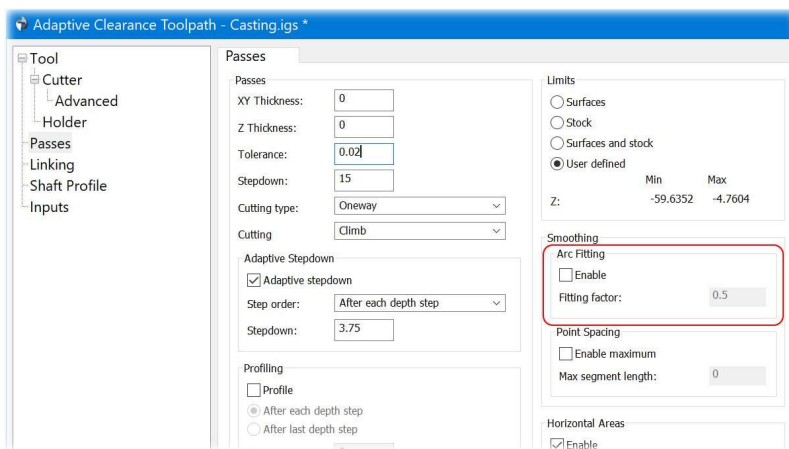 Adaptive Clearance Toolpath - Casting.igs *
Tool
Cutter
Advanced
Holder
Passes
Linking
Shaft Profile
Inputs
Passes
Passes
XY Thickness: 0
Z Thickness: 0
Tolerance: 0.02
Stepdown: 15
Cutting type: Oneway
Cutting Climb
Adaptive Stepdown
Adaptive stepdown
Step order: After each depth step
Stepdown: 3.75
Profiling
Profile
After each depth step
After last depth step
Limits
Surfaces
Stock
Surfaces and stock
User defined
Min Max
Z: -59.6352 -4.7604
Smoothing
Arc Fitting
Enable
Fitting factor: 0.5
Point Spacing
Enable maximum
Max segment length: 0
Horizontal Areas
Enable